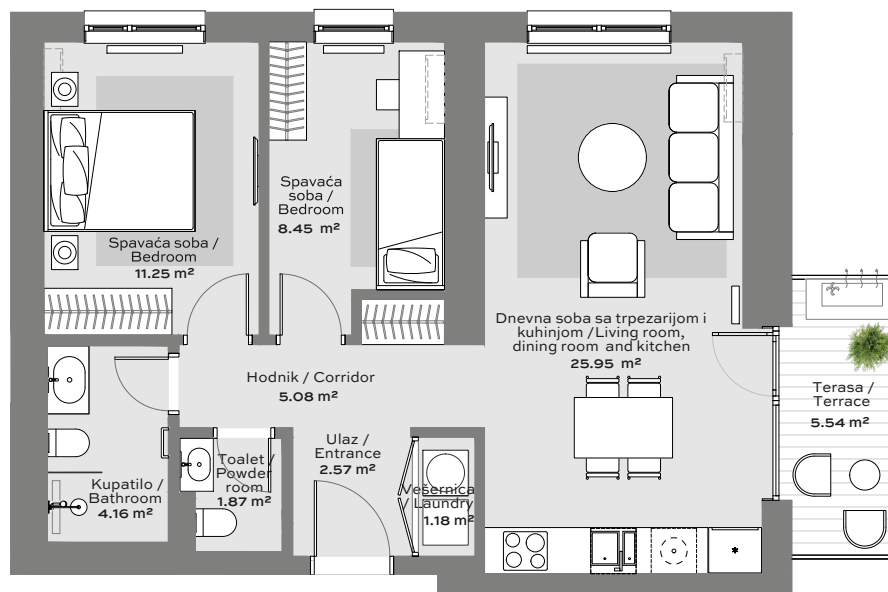 Spavaća
soba /
Bedroom
8.45 m²
Spavaća soba /
Bedroom
11.25 m²
Dnevna soba sa trpezarijom i
kuhinjom /Living room,
dining room and kitchen
25.95 m²
Hodnik / Corridor
5.08 m²
Terasa /
Terrace
5.54 m²
Ulaz /
Entrance
2.57 m²
Toalet /
Powder
room
1.87 m²
Kupatilo /
Bathroom
4.16 m²
Vešernica
/ Laundry
1.18 m²